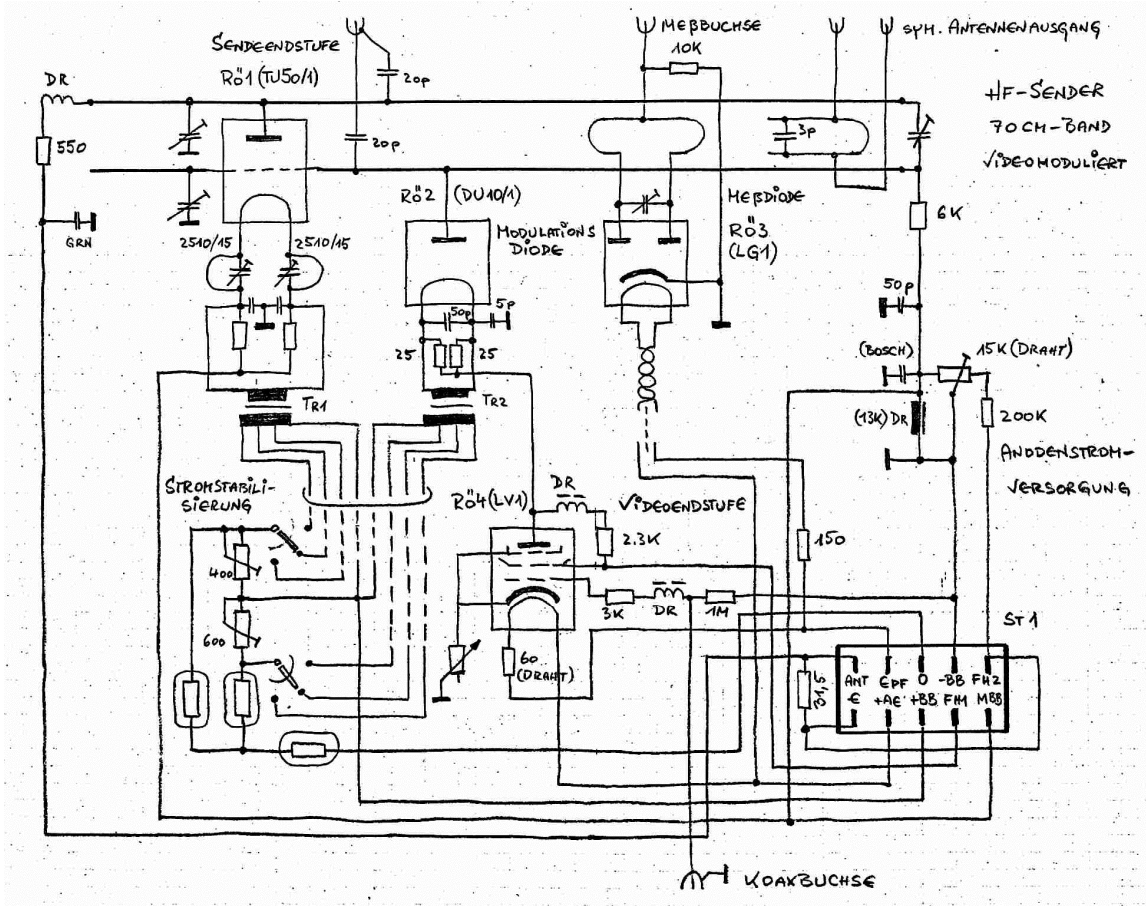 MEẞBUCHSE
SYM. ANTENNENAUSGANG
SENDEENDSTUFE
RÖ1 (TU50/1)
10K
20p
DR
HF-SENDER
70CM-BAND
VIDEOMODULIERT
550
20p
3p
RÖ2 (DU10/1)
MEẞDIODE
RÖ3
(LG1)
MODULATIONS
DIODE
6K
GRN
2510/15
2510/15
50p
50p
5p
25
25
(BOSCH)
15K (DRAHT)
TR1
TR2
(13K) DR
200K
ANODENSTROM-
VERSORGUNG
STROMSTABILI-
SIERUNG
RÖ4 (LV1)
DR
VIDEOENDSTUFE
2.3K
150
400
3K
DR
1M
ST1
600
60
(DRAHT)
31,5
ANT EPF 0 -BB FH2
E +AE +BB FH1 MBB
KOAXBUCHSE